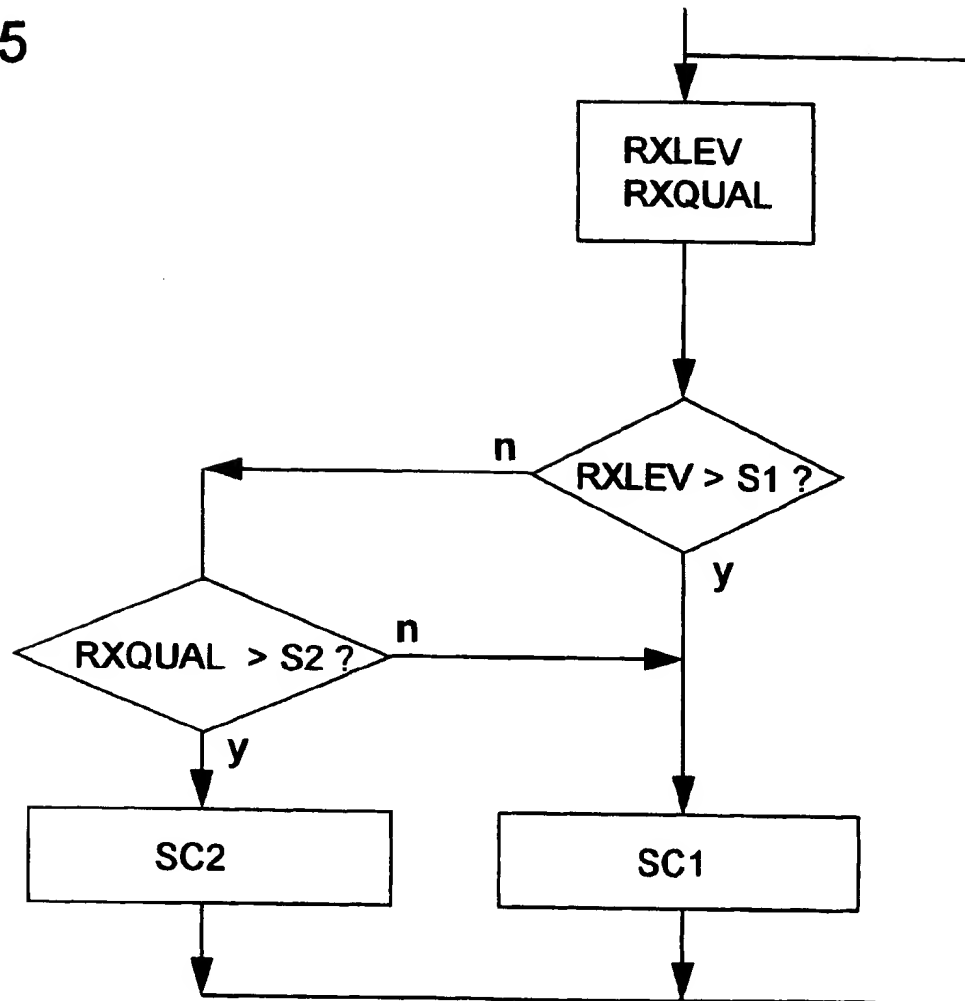 5
RXLEV
RXQUAL
n
RXLEV > S1 ?
y
n
RXQUAL > S2 ?
y
SC2
SC1